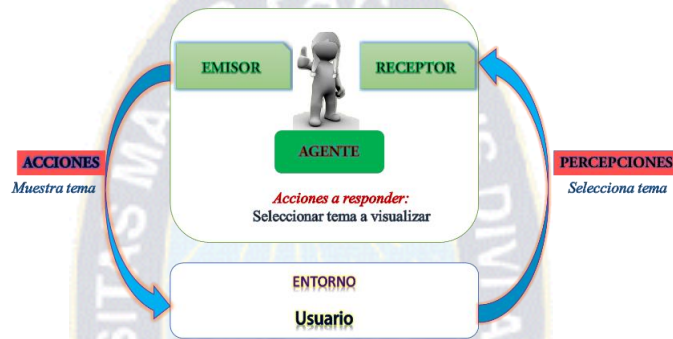 EMISOR
RECEPTOR
AGENTE
ACCIONES
Muestra tema
PERCEPCIONES
Selecciona tema
Acciones a responder:
Seleccionar tema a visualizar
ENTORNO
Usuario